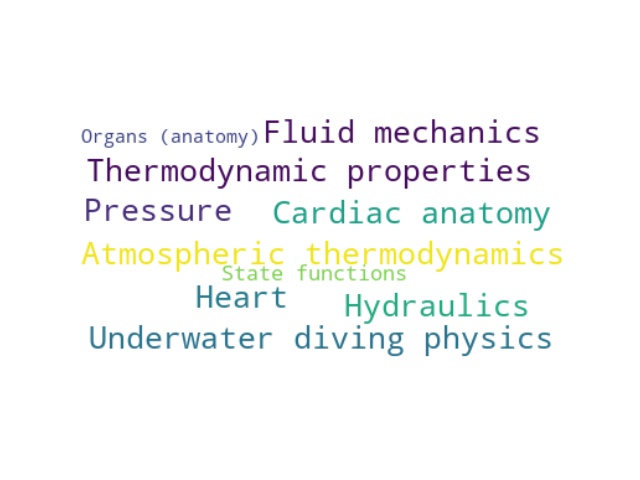 Organs (anatomy) Fluid mechanics
Thermodynamic properties
Pressure Cardiac anatomy
Atmospheric thermodynamics
State functions
Heart Hydraulics
Underwater diving physics